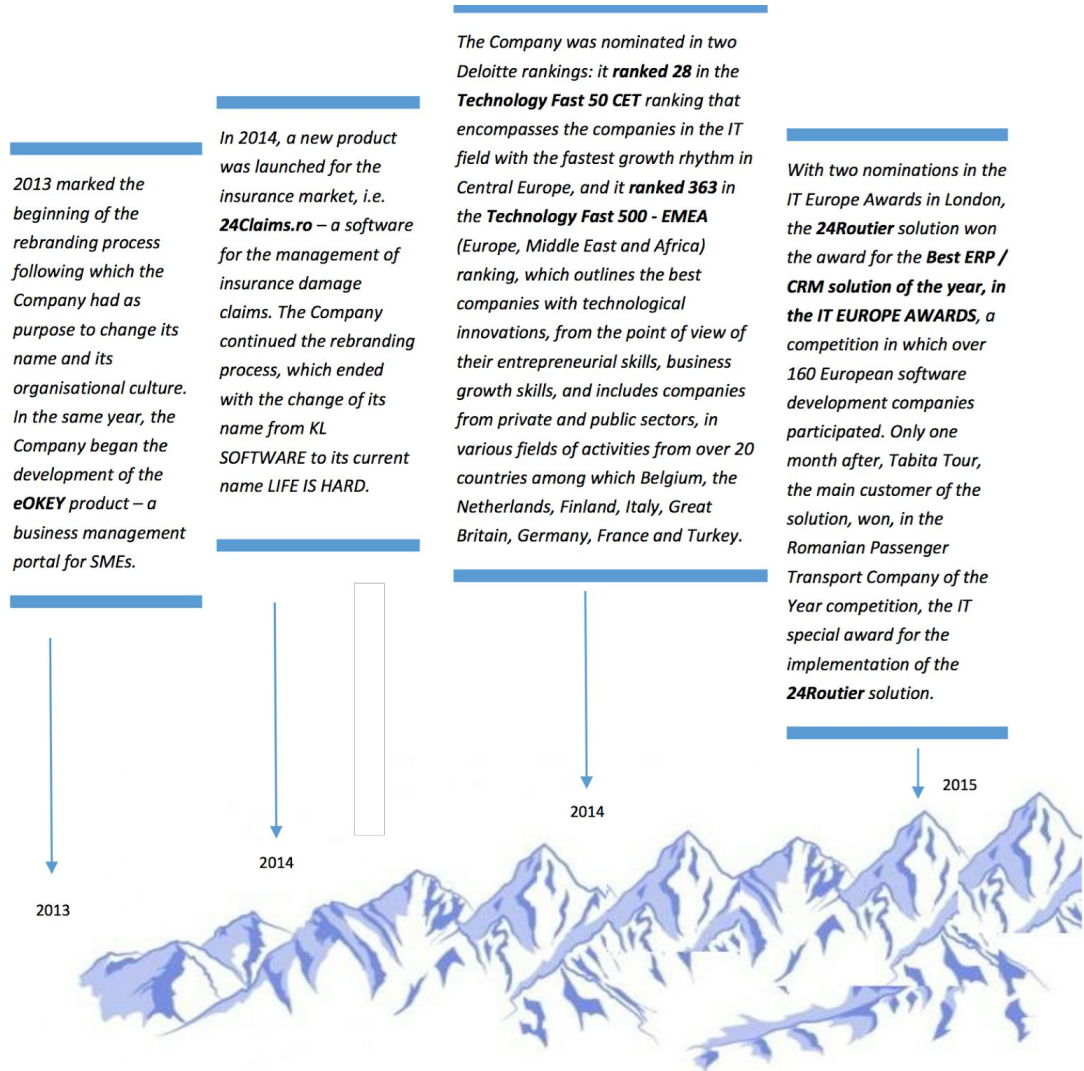 2013 marked the
beginning of the
rebranding process
following which the
Company had as
purpose to change its
name and its
organisational culture.
In the same year, the
Company began the
development of the
eOKEY product – a
business management
portal for SMEs.
2013
In 2014, a new product
was launched for the
insurance market, i.e.
24Claims.ro – a software
for the management of
insurance damage
claims. The Company
continued the rebranding
process, which ended
with the change of its
name from KL
SOFTWARE to its current
name LIFE IS HARD.
2014
The Company was nominated in two
Deloitte rankings: it ranked 28 in the
Technology Fast 50 CET ranking that
encompasses the companies in the IT
field with the fastest growth rhythm in
Central Europe, and it ranked 363 in
the Technology Fast 500 - EMEA
(Europe, Middle East and Africa)
ranking, which outlines the best
companies with technological
innovations, from the point of view of
their entrepreneurial skills, business
growth skills, and includes companies
from private and public sectors, in
various fields of activities from over 20
countries among which Belgium, the
Netherlands, Finland, Italy, Great
Britain, Germany, France and Turkey.
2014
With two nominations in the
IT Europe Awards in London,
the 24Routier solution won
the award for the Best ERP /
CRM solution of the year, in
the IT EUROPE AWARDS, a
competition in which over
160 European software
development companies
participated. Only one
month after, Tabita Tour,
the main customer of the
solution, won, in the
Romanian Passenger
Transport Company of the
Year competition, the IT
special award for the
implementation of the
24Routier solution.
2015